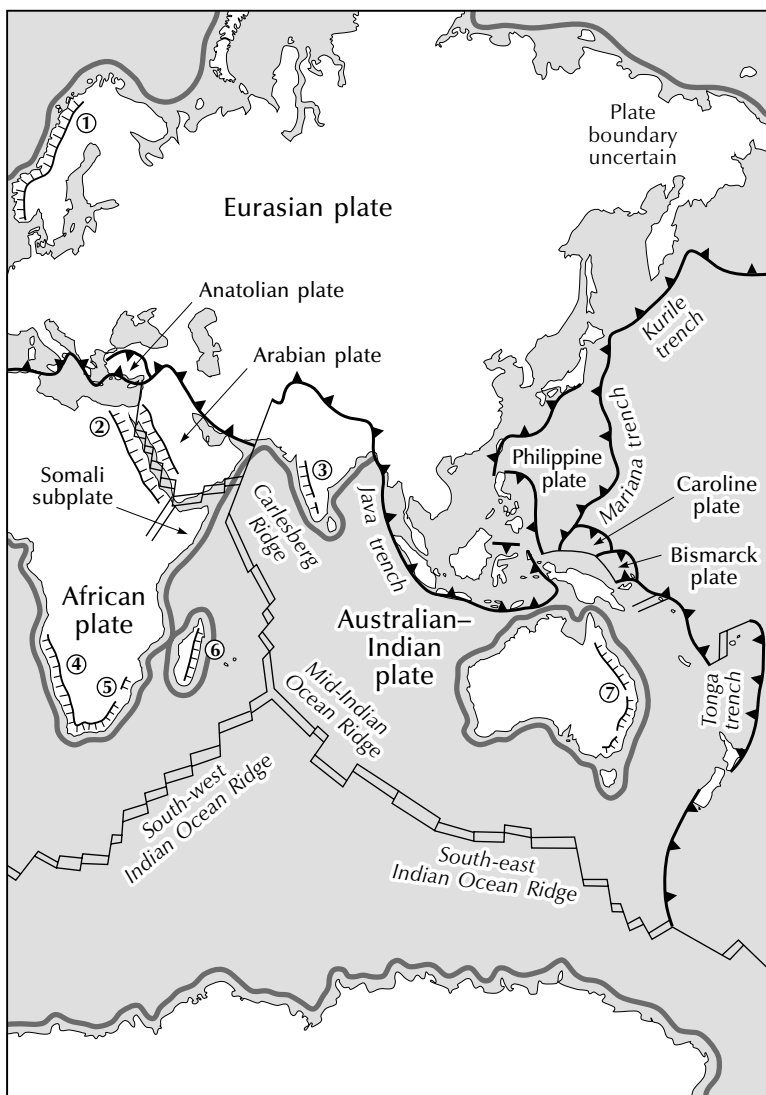 ①
Plate
boundary
uncertain
Eurasian plate
Anatolian plate
Arabian plate
Kurile
trench
②
③
Somali
subplate
Carlesberg
Ridge
Java trench
Philippine
plate
Mariana trench
Caroline
plate
Bismarck
plate
African
plate
Australian–
Indian
plate
④
⑤
⑥
Mid-Indian
Ocean Ridge
⑦
Tonga
trench
South-west
Indian Ocean Ridge
South-east
Indian Ocean Ridge